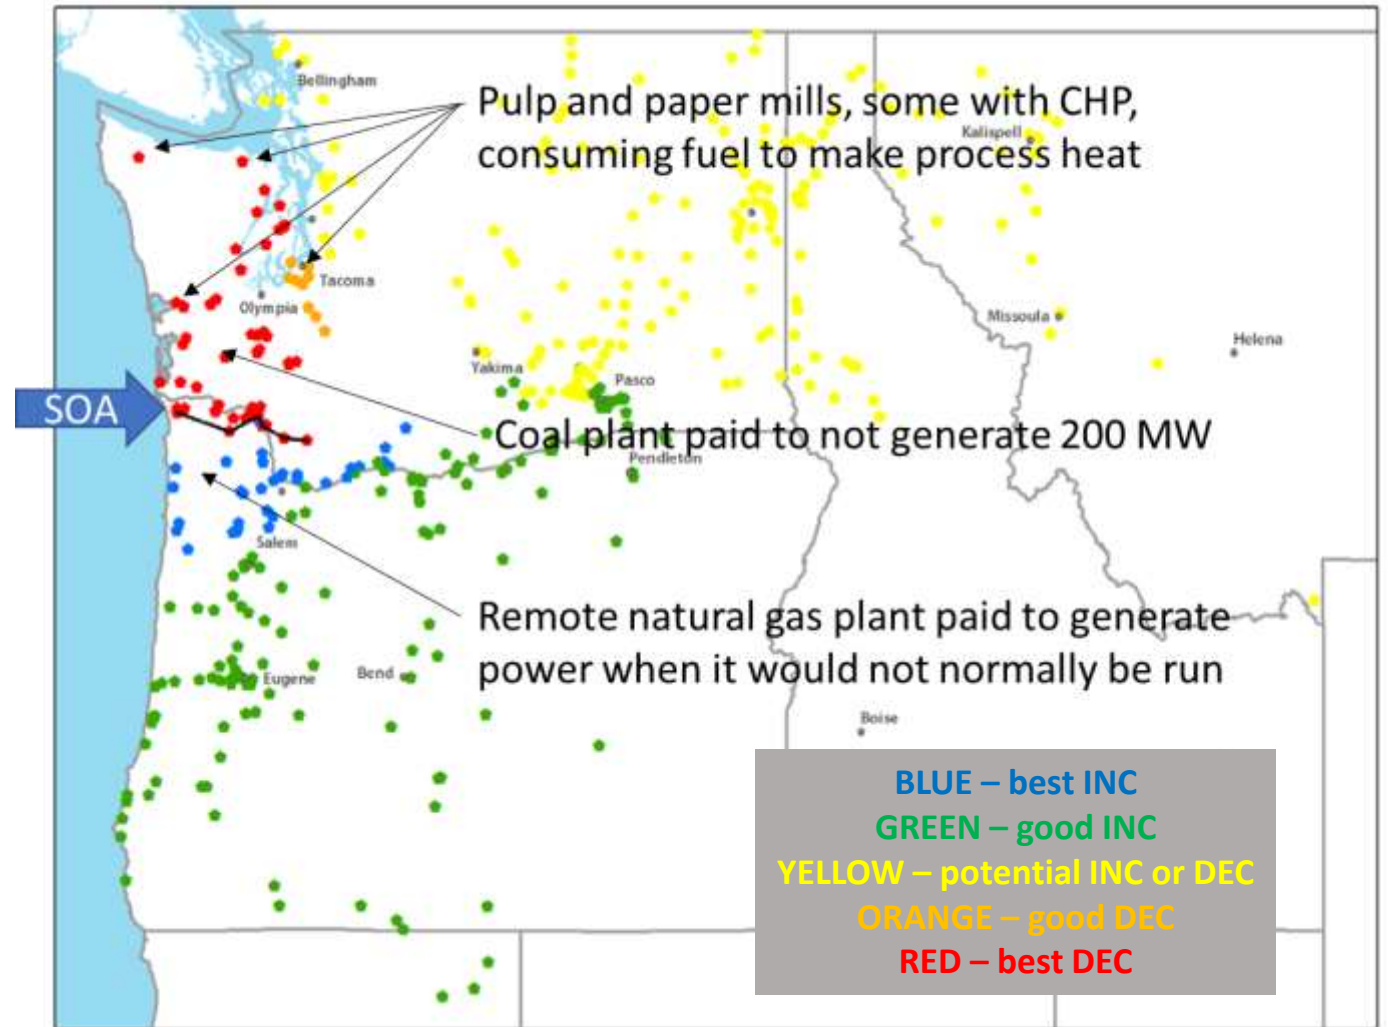 Bellingham
Pulp and paper mills, some with CHP,
consuming fuel to make process heat
Kalispell
Tacoma
Olympia
Missoula
Helena
Yakima
Pasco
SOA
Coal plant paid to not generate 200 MW
Pendleton
Salem
Remote natural gas plant paid to generate
power when it would not normally be run
Eugene
Bend
Boise
BLUE – best INC
GREEN – good INC
YELLOW – potential INC or DEC
ORANGE – good DEC
RED – best DEC